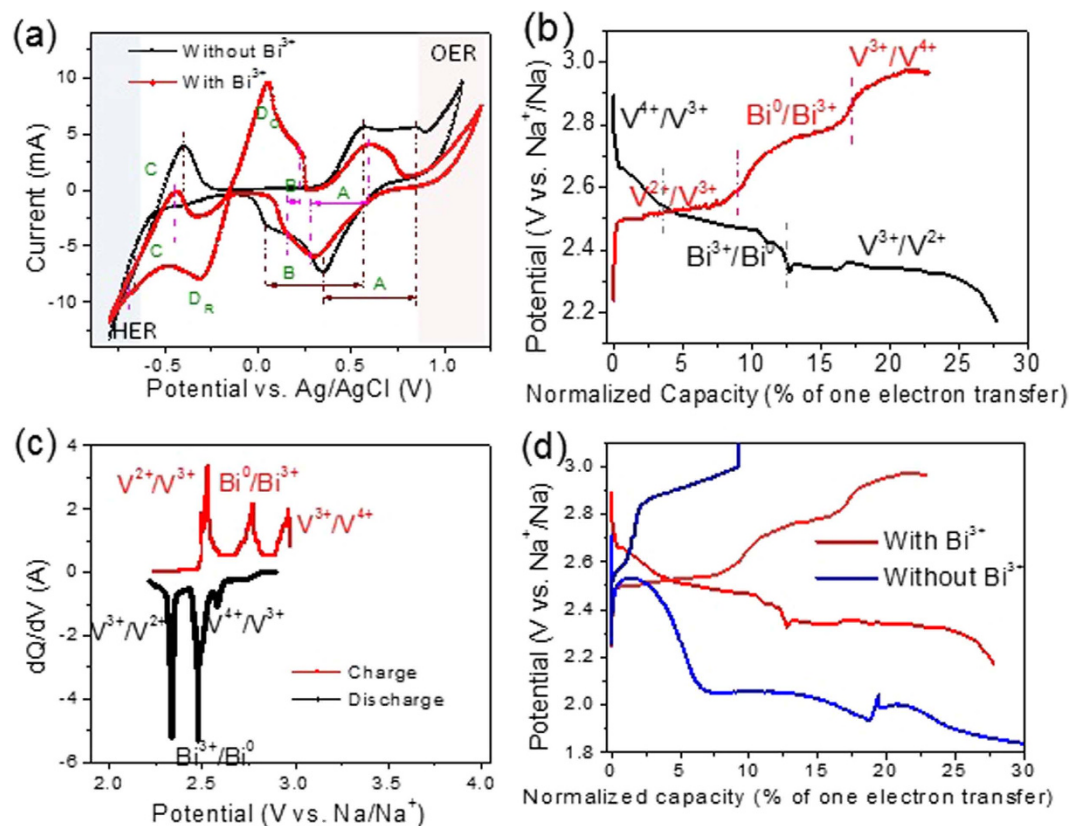 (a)
Without Bi³⁺
With Bi³⁺
OER
HER
C
C
D_O
D_R
B
A
B
A
10
5
0
-5
-10
Current (mA)
-0.5 0.0 0.5 1.0
Potential vs. Ag/AgCl (V)
(b)
V³⁺/V⁴⁺
Bi⁰/Bi³⁺
V⁴⁺/V³⁺
V²⁺/V³⁺
Bi³⁺/Bi⁰
V³⁺/V²⁺
3.0
2.8
2.6
2.4
2.2
Potential (V vs. Na⁺/Na)
0 5 10 15 20 25 30
Normalized Capacity (% of one electron transfer)
(c)
V²⁺/V³⁺
Bi⁰/Bi³⁺
V³⁺/V⁴⁺
V³⁺/V²⁺
V⁴⁺/V³⁺
Bi³⁺/Bi⁰
Charge
Discharge
4
2
0
-2
-4
-6
dQ/dV (A)
2.0 2.5 3.0 3.5 4.0
Potential (V vs. Na/Na⁺)
(d)
With Bi³⁺
Without Bi³⁺
3.0
2.8
2.6
2.4
2.2
2.0
1.8
Potential (V vs. Na⁺/Na)
0 5 10 15 20 25 30
Normalized capacity (% of one electron transfer)